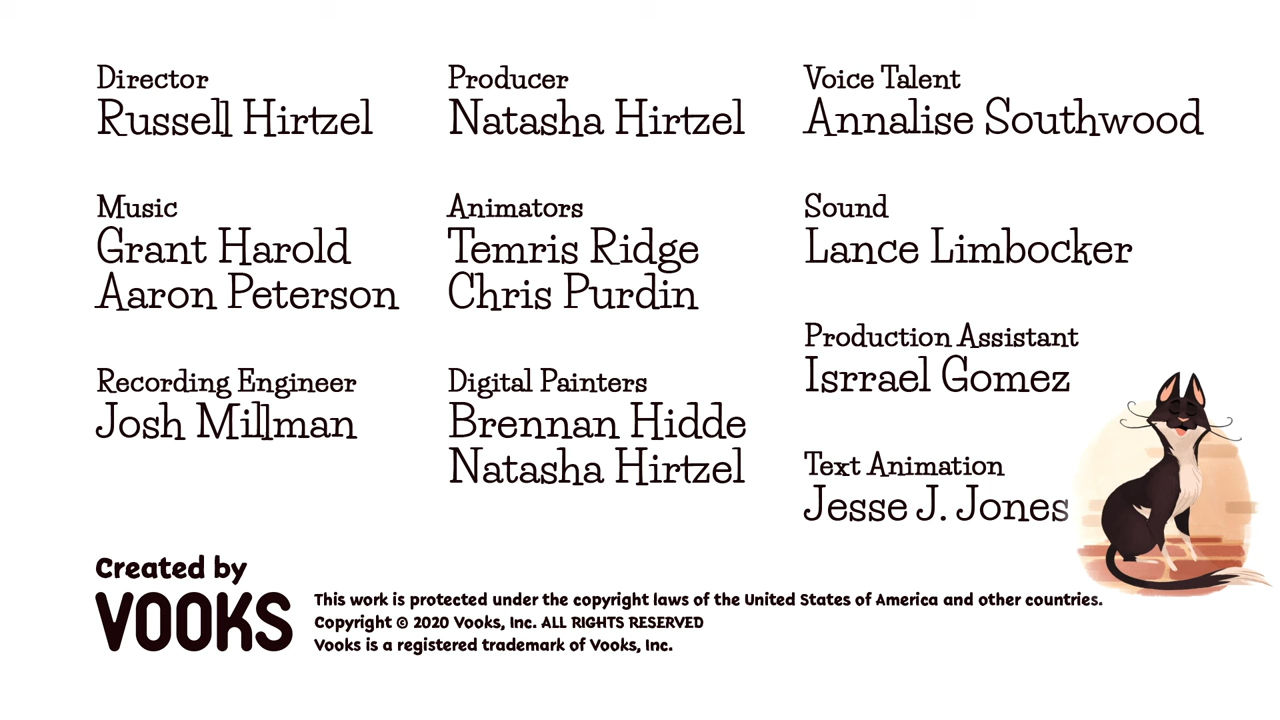 Director
Russell Hirtzel
Producer
Natasha Hirtzel
Voice Talent
Annalise Southwood
Music
Grant Harold
Aaron Peterson
Animators
Temris Ridge
Chris Purdin
Sound
Lance Limbocker
Recording Engineer
Josh Millman
Digital Painters
Brennan Hidde
Natasha Hirtzel
Production Assistant
Isrrael Gomez
Text Animation
Jesse J. Jones
Created by
VOOKS
This work is protected under the copyright laws of the United States of America and other countries.
Copyright © 2020 Vooks, Inc. ALL RIGHTS RESERVED
Vooks is a registered trademark of Vooks, Inc.